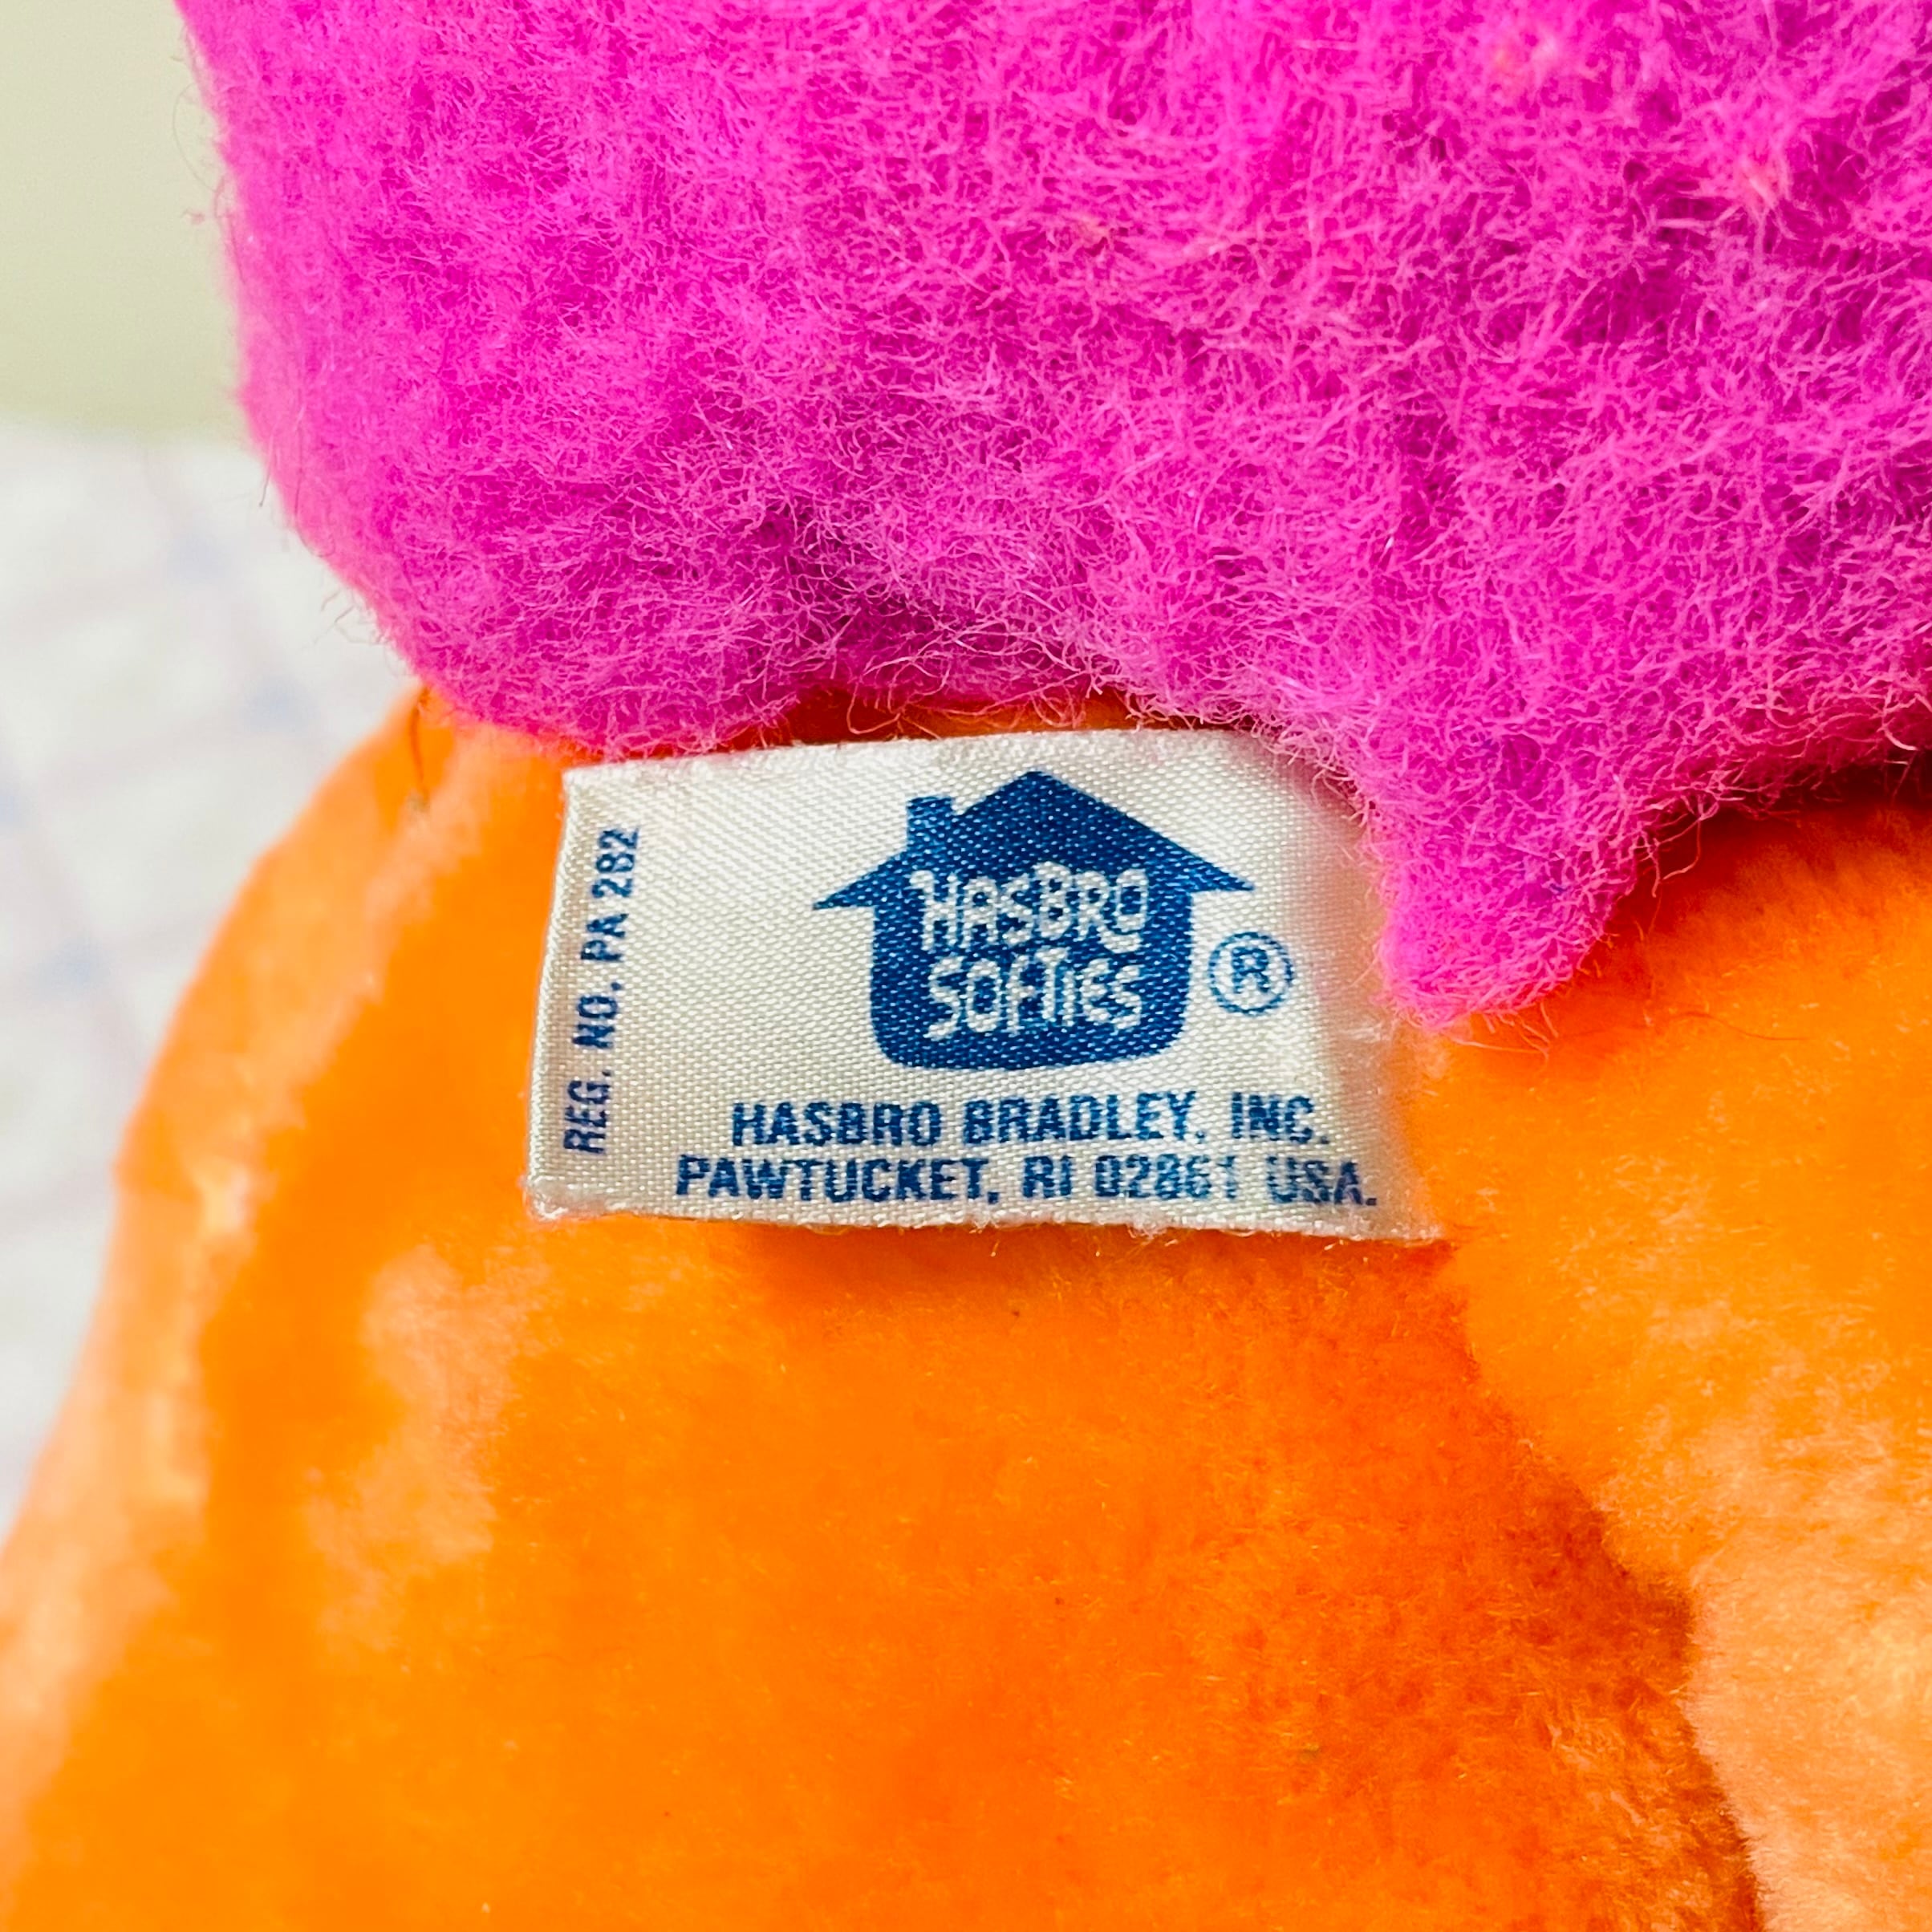 HASBRO
SOFTIES
®
HASBRO BRADLEY, INC.
PAWTUCKET, RI 02861 USA.
REG. NO. PA 282